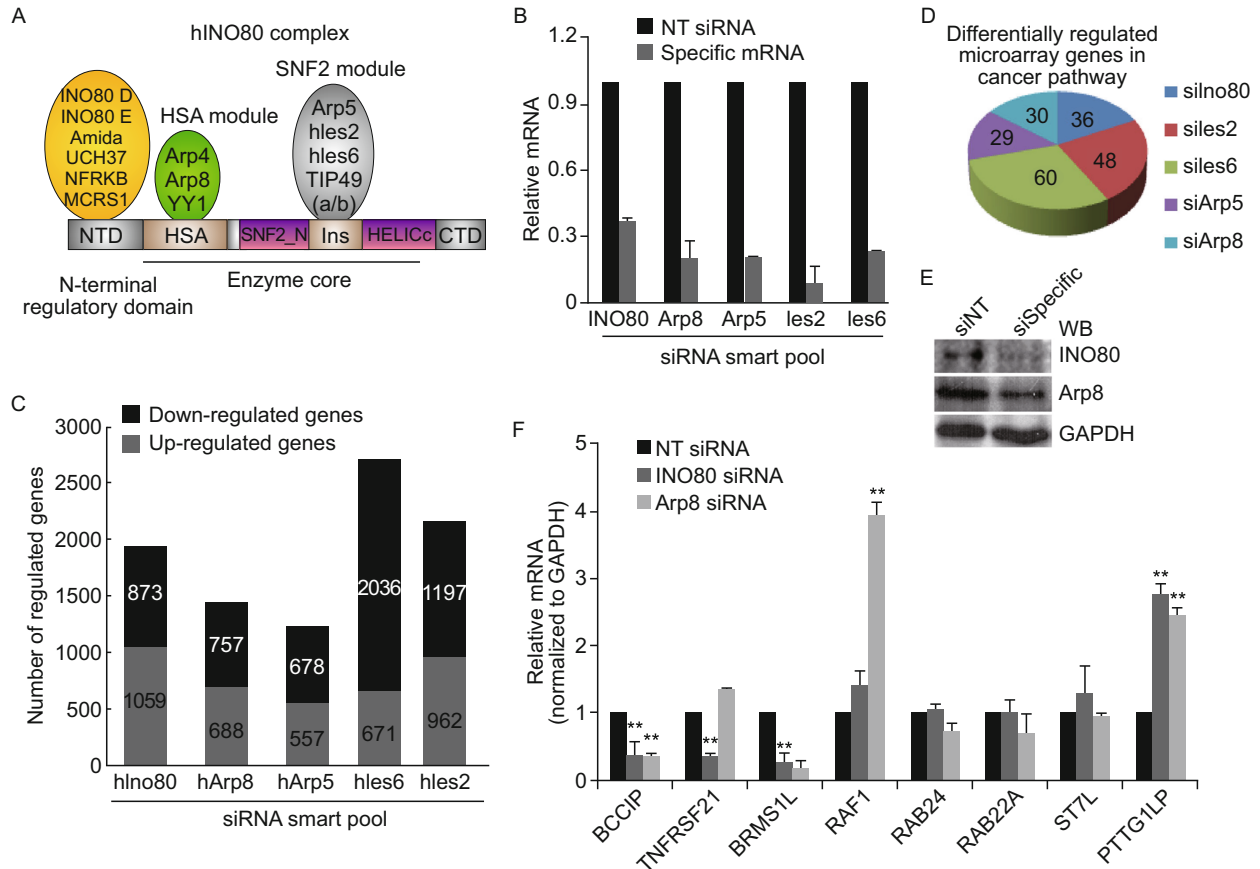 A
hINO80 complex
SNF2 module
INO80 D
INO80 E
Amida
UCH37
NFRKB
MCRS1
HSA module
Arp4
Arp8
YY1
Arp5
hIes2
hIes6
TIP49
(a/b)
NTD
HSA
SNF2_N
Ins
HELICc
CTD
N-terminal
regulatory domain
Enzyme core
B
NT siRNA
Specific mRNA
Relative mRNA
1.2
0.9
0.6
0.3
0
INO80 Arp8 Arp5 Ies2 Ies6
siRNA smart pool
C
Down-regulated genes
Up-regulated genes
Number of regulated genes
3000
2500
2000
1500
1000
500
0
873
1059
757
688
678
557
2036
671
1197
962
hIno80 hArp8 hArp5 hIes6 hIes2
siRNA smart pool
D
Differentially regulated
microarray genes in
cancer pathway
30
36
29
48
60
siIno80
siIes2
siIes6
siArp5
siArp8
E
siNT siSpecific
WB
INO80
Arp8
GAPDH
F
NT siRNA
INO80 siRNA
Arp8 siRNA
Relative mRNA
(normalized to GAPDH)
5
4
3
2
1
0
**
**
**
**
**
**
**
BCCIP
TNFRSF21
BRMS1L
RAF1
RAB24
RAB22A
ST7L
PTTG1LP